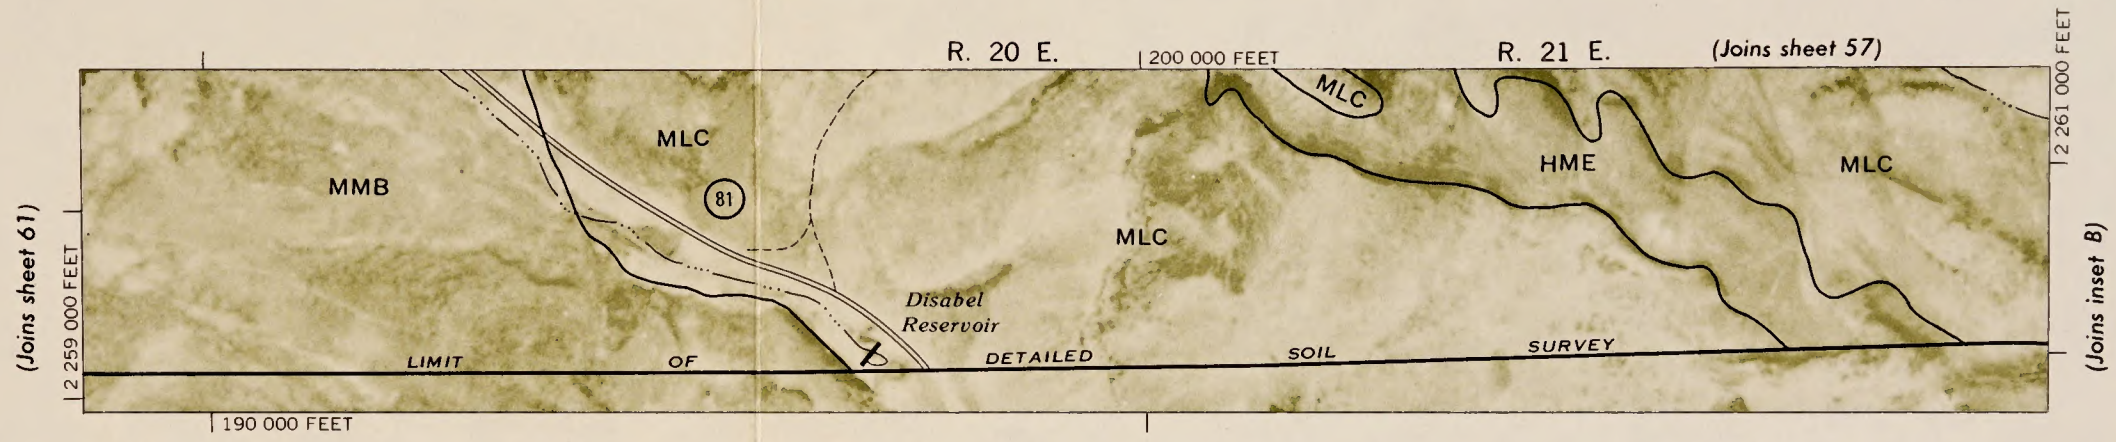 R. 20 E.
200 000 FEET
R. 21 E.
(Joins sheet 57)
2 261 000 FEET
MLC
MLC
MMB
81
HME
MLC
MLC
(Joins sheet 61)
2 259 000 FEET
(Joins inset B)
Disabel
Reservoir
LIMIT OF DETAILED SOIL SURVEY
190 000 FEET